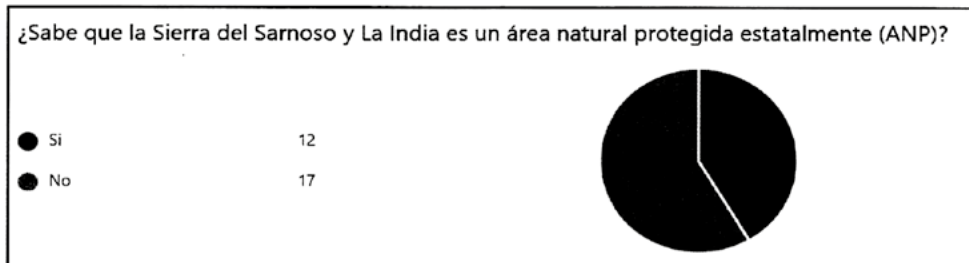 ¿Sabe que la Sierra del Sarnoso y La India es un área natural protegida estatalmente (ANP)?
Si 12
No 17